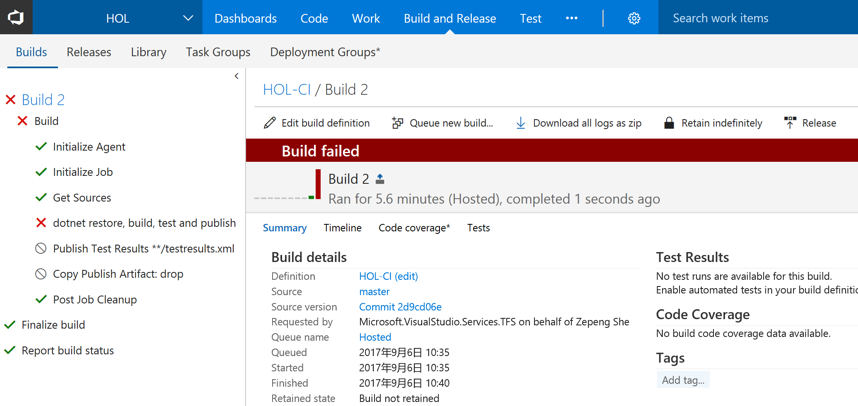 HOL Dashboards Code Work Build and Release Test ••• Search work items
Builds Releases Library Task Groups Deployment Groups*
Build 2
Build
Initialize Agent
Initialize Job
Get Sources
dotnet restore, build, test and publish
Publish Test Results **/testresults.xml
Copy Publish Artifact: drop
Post Job Cleanup
Finalize build
Report build status
HOL-CI / Build 2
Edit build definition Queue new build... Download all logs as zip Retain indefinitely Release
Build failed
Build 2
Ran for 5.6 minutes (Hosted), completed 1 seconds ago
Summary Timeline Code coverage* Tests
Build details
Definition HOL-CI (edit)
Source master
Source version Commit 2d9cd06e
Requested by Microsoft.VisualStudio.Services.TFS on behalf of Zepeng She
Queue name Hosted
Queued 2017年9月6日 10:35
Started 2017年9月6日 10:35
Finished 2017年9月6日 10:40
Retained state Build not retained
Test Results
No test runs are available for this build.
Enable automated tests in your build definitio
Code Coverage
No build code coverage data available.
Tags
Add tag...